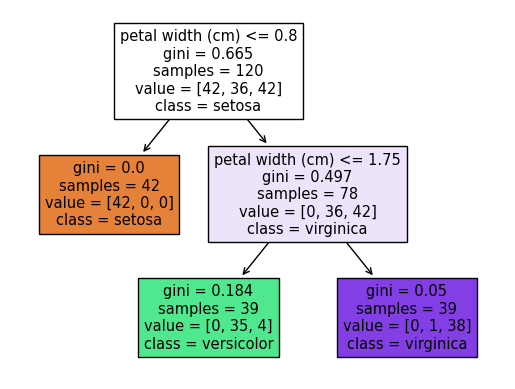 petal width (cm) <= 0.8
gini = 0.665
samples = 120
value = [42, 36, 42]
class = setosa
gini = 0.0
samples = 42
value = [42, 0, 0]
class = setosa
petal width (cm) <= 1.75
gini = 0.497
samples = 78
value = [0, 36, 42]
class = virginica
gini = 0.184
samples = 39
value = [0, 35, 4]
class = versicolor
gini = 0.05
samples = 39
value = [0, 1, 38]
class = virginica